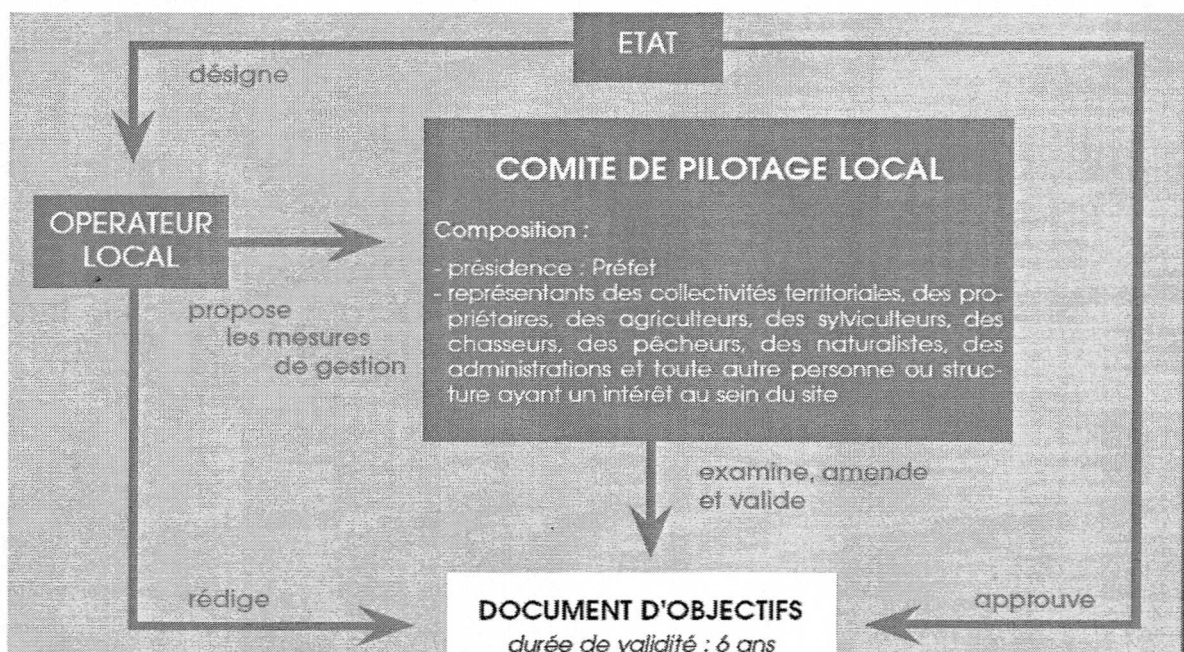 ETAT
désigne
COMITE DE PILOTAGE LOCAL
OPERATEUR
LOCAL
Composition :
- présidence : Préfet
- représentants des collectivités territoriales, des pro-
priétaires, des agriculteurs, des sylviculteurs, des
chasseurs, des pêcheurs, des naturalistes, des
administrations et toute autre personne ou struc-
ture ayant un intérêt au sein du site
propose
les mesures
de gestion
examine, amende
et valide
rédige
approuve
DOCUMENT D'OBJECTIFS
durée de validité : 6 ans